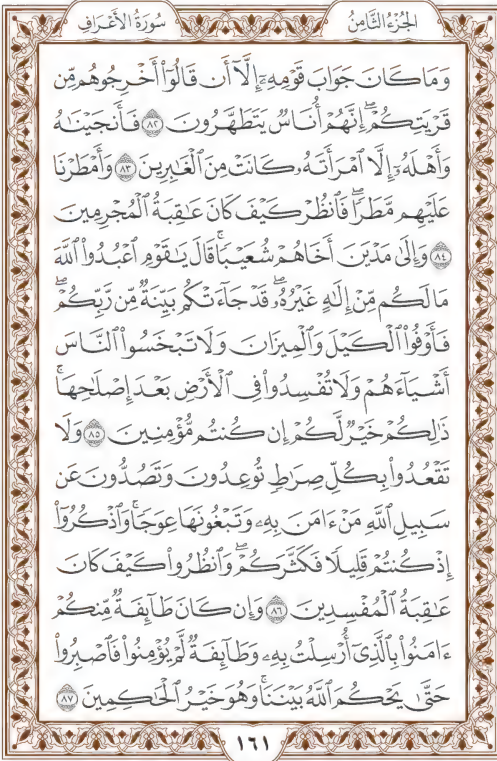 الجُزْءُ الثَّامِنُ
سُورَةُ الأَعْرَافِ
وَمَا كَانَ جَوَابَ قَوْمِهِۦٓ إِلَّآ أَن قَالُوٓا۟ أَخْرِجُوهُم مِّن
قَرْيَتِكُمْ ۖ إِنَّهُمْ أُنَاسٌ يَتَطَهَّرُونَ ٨٢ فَأَنجَيْنَـٰهُ
وَأَهْلَهُۥٓ إِلَّا ٱمْرَأَتَهُۥ كَانَتْ مِنَ ٱلْغَـٰبِرِينَ ٨٣ وَأَمْطَرْنَا
عَلَيْهِم مَّطَرًا ۖ فَٱنظُرْ كَيْفَ كَانَ عَـٰقِبَةُ ٱلْمُجْرِمِينَ
٨٤ وَإِلَىٰ مَدْيَنَ أَخَاهُمْ شُعَيْبًا ۗ قَالَ يَـٰقَوْمِ ٱعْبُدُوا۟ ٱللَّهَ
مَا لَكُم مِّنْ إِلَـٰهٍ غَيْرُهُۥ ۖ قَدْ جَآءَتْكُم بَيِّنَةٌ مِّن رَّبِّكُمْ ۖ
فَأَوْفُوا۟ ٱلْكَيْلَ وَٱلْمِيزَانَ وَلَا تَبْخَسُوا۟ ٱلنَّاسَ
أَشْيَآءَهُمْ وَلَا تُفْسِدُوا۟ فِى ٱلْأَرْضِ بَعْدَ إِصْلَـٰحِهَا ۚ
ذَٰلِكُمْ خَيْرٌ لَّكُمْ إِن كُنتُم مُّؤْمِنِينَ ٨٥ وَلَا
تَقْعُدُوا۟ بِكُلِّ صِرَٰطٍ تُوعِدُونَ وَتَصُدُّونَ عَن
سَبِيلِ ٱللَّهِ مَنْ ءَامَنَ بِهِۦ وَتَبْغُونَهَا عِوَجًا ۚ وَٱذْكُرُوٓا۟
إِذْ كُنتُمْ قَلِيلًا فَكَثَّرَكُمْ ۖ وَٱنظُرُوا۟ كَيْفَ كَانَ
عَـٰقِبَةُ ٱلْمُفْسِدِينَ ٨٦ وَإِن كَانَ طَآئِفَةٌ مِّنكُمْ
ءَامَنُوا۟ بِٱلَّذِىٓ أُرْسِلْتُ بِهِۦ وَطَآئِفَةٌ لَّمْ يُؤْمِنُوا۟ فَٱصْبِرُوا۟
حَتَّىٰ يَحْكُمَ ٱللَّهُ بَيْنَنَا ۚ وَهُوَ خَيْرُ ٱلْحَـٰكِمِينَ ٨٧
١٦١